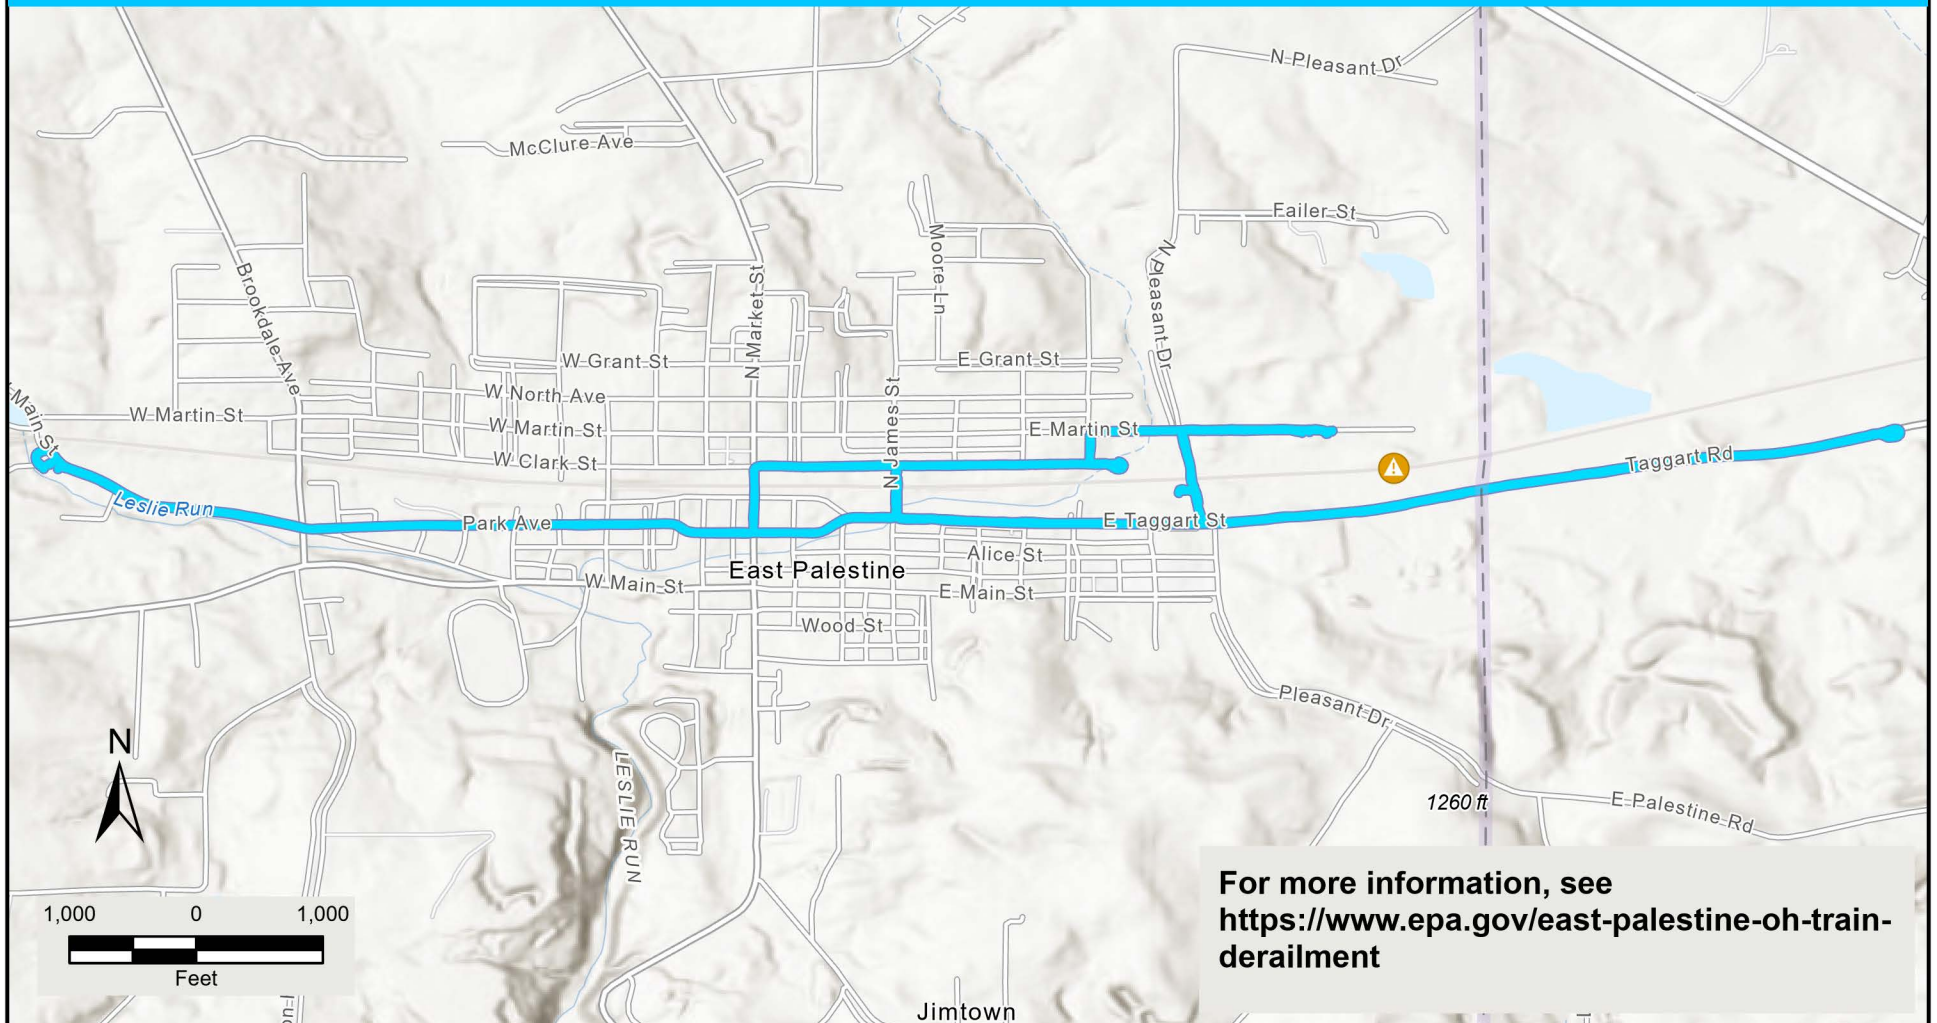 N Pleasant Dr
McClure Ave
Failer St
Moore Ln
N Pleasant Dr
Brookdale Ave
N Market St
W Grant St
E Grant St
W North Ave
N James St
Main St
W Martin St
W Martin St
E Martin St
W Clark St
Taggart Rd
Leslie Run
Park Ave
E Taggart St
Alice St
East Palestine
W Main St
E Main St
Wood St
Pleasant Dr
N
LESLIE RUN
1260 ft
E Palestine Rd
For more information, see
https://www.epa.gov/east-palestine-oh-train-
derailment
1,000 0 1,000
Feet
Jimtown